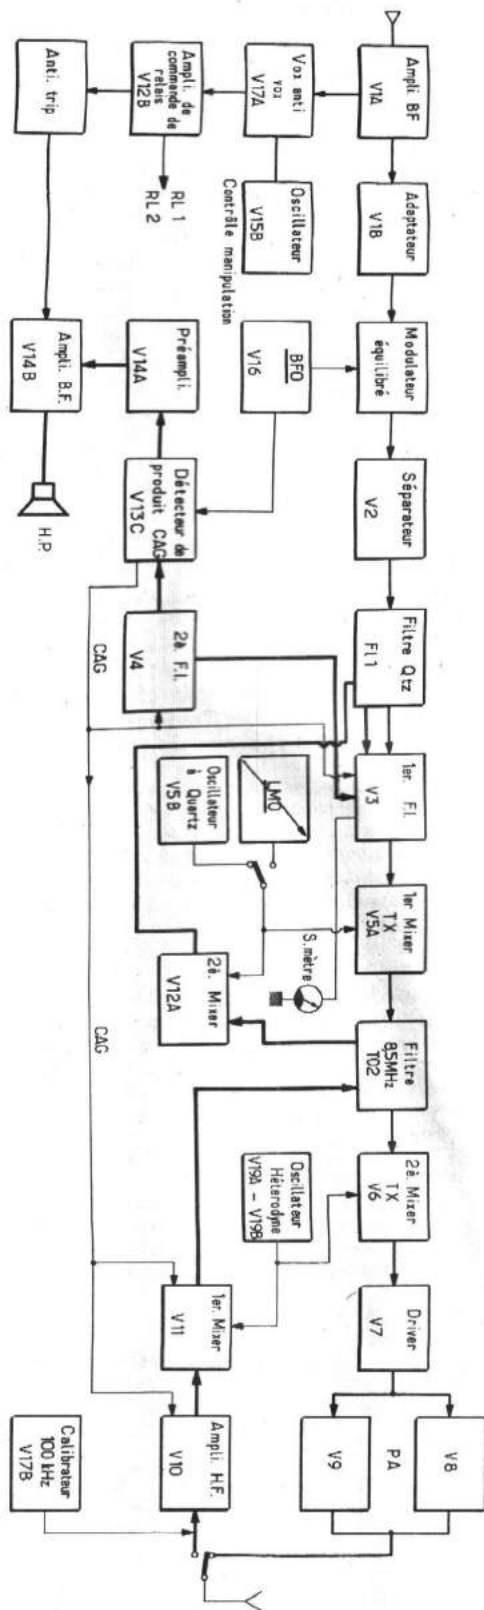 Ampli. BF
V1A
Adaptateur
V1B
Modulateur
équilibré
Séparateur
V2
Filtre Qtz
Fl1
1er. F.I.
V3
1er Mixer
TX
V5A
Filtre
8,5MHz
T02
2è. Mixer
TX
V6
Driver
V7
V8
PA
V9
Vox anti
vox
V17A
Oscillateur
V15B
Contrôle manipulation
BFO
V16
LMO
Oscillateur
à Quartz
V5B
S.mètre
Oscillateur
Hétérodyne
V19A - V19B
Ampli. de
commande de
relais
V12B
RL 1
RL 2
Préampli.
V14A
Détecteur de
produit CAG
V13C
2è. F.I.
V4
2è. Mixer
V12A
1er. Mixer
V11
Ampli H.F.
V10
Anti. trip
Ampli B.F.
V14B
H.P.
CAG
CAG
Calibrateur
100 kHz
V17B